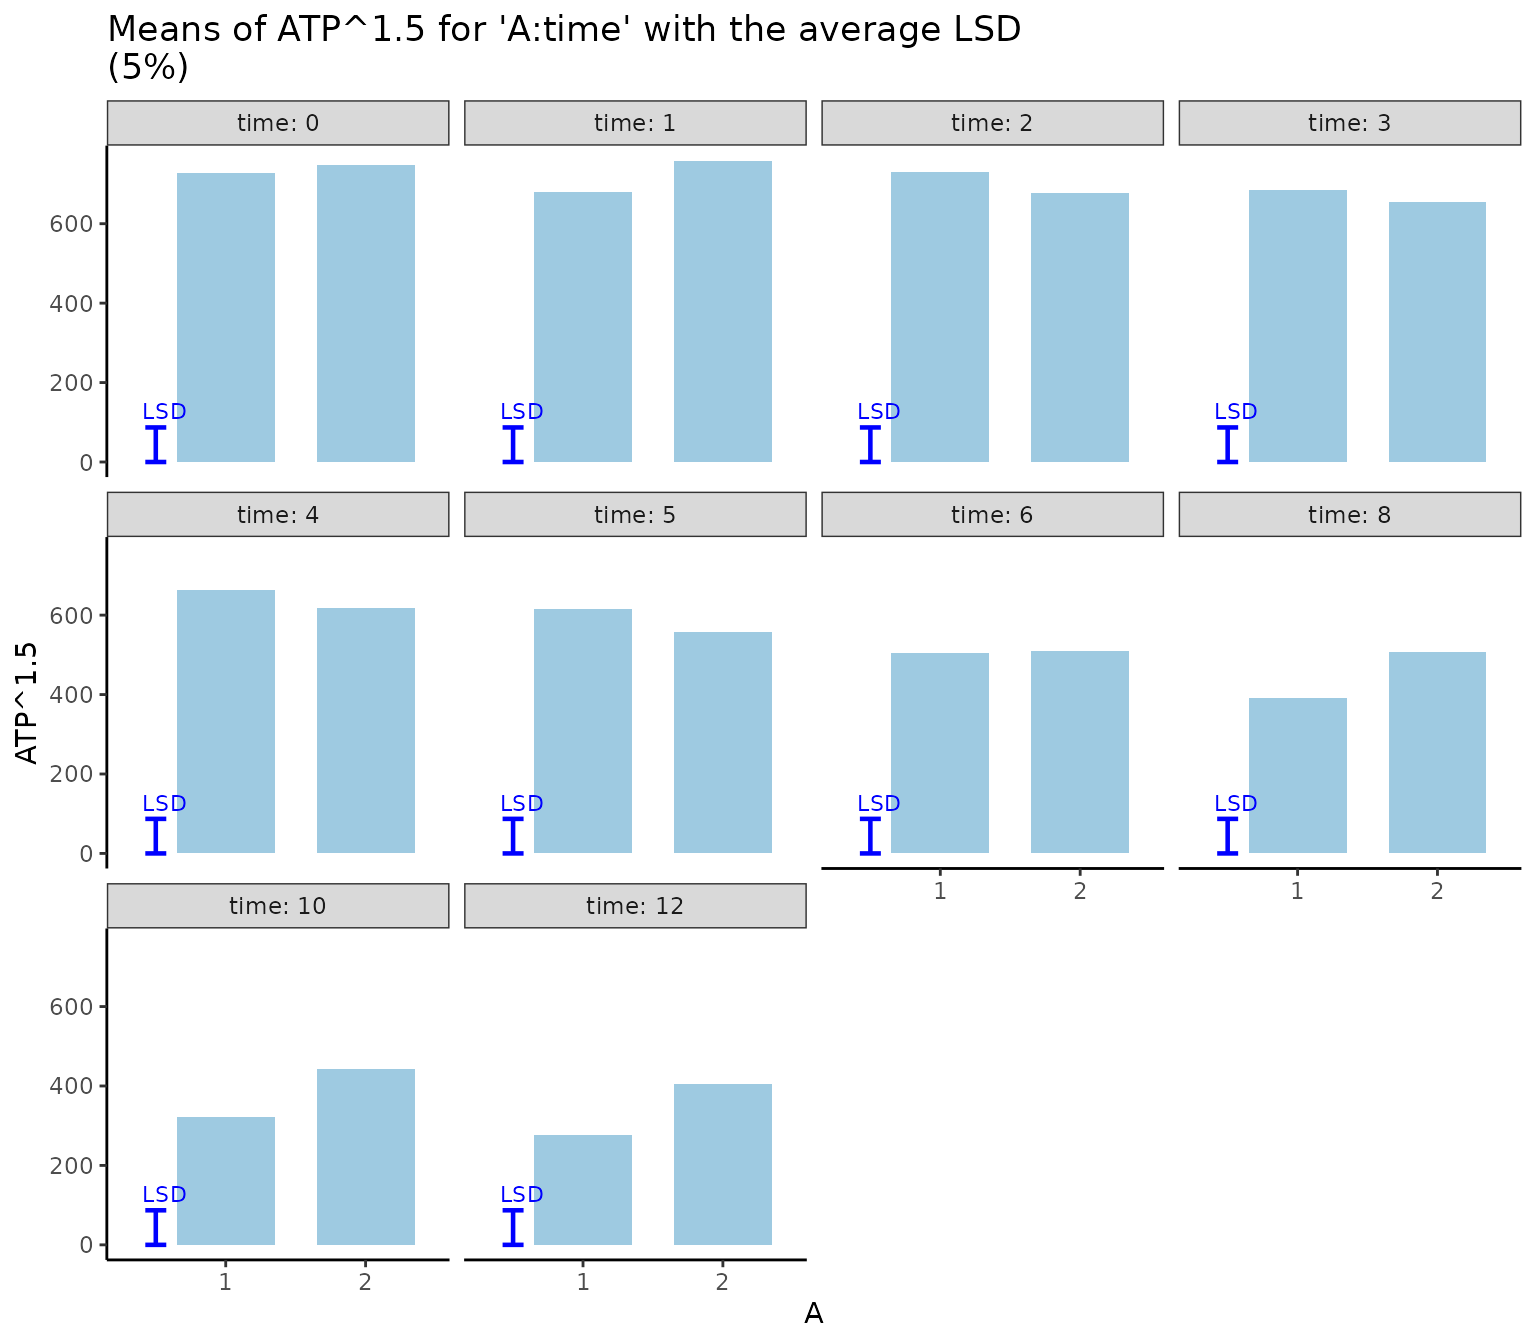 Means of ATP^1.5 for 'A:time' with the average LSD
(5%)
time: 0
time: 1
time: 2
time: 3
600
400
200
0
LSD
LSD
LSD
LSD
time: 4
time: 5
time: 6
time: 8
ATP^1.5
600
400
200
0
LSD
LSD
LSD
LSD
1
2
1
2
time: 10
time: 12
600
400
200
0
LSD
LSD
1
2
1
2
A